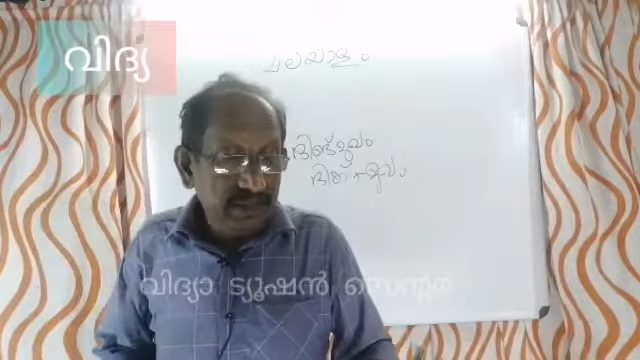 വിദ്യ
മലയാളം
ദിങ്മുഖം
ദിക് + മുഖം
വിദ്യാ ട്യൂഷൻ സെന്റർ